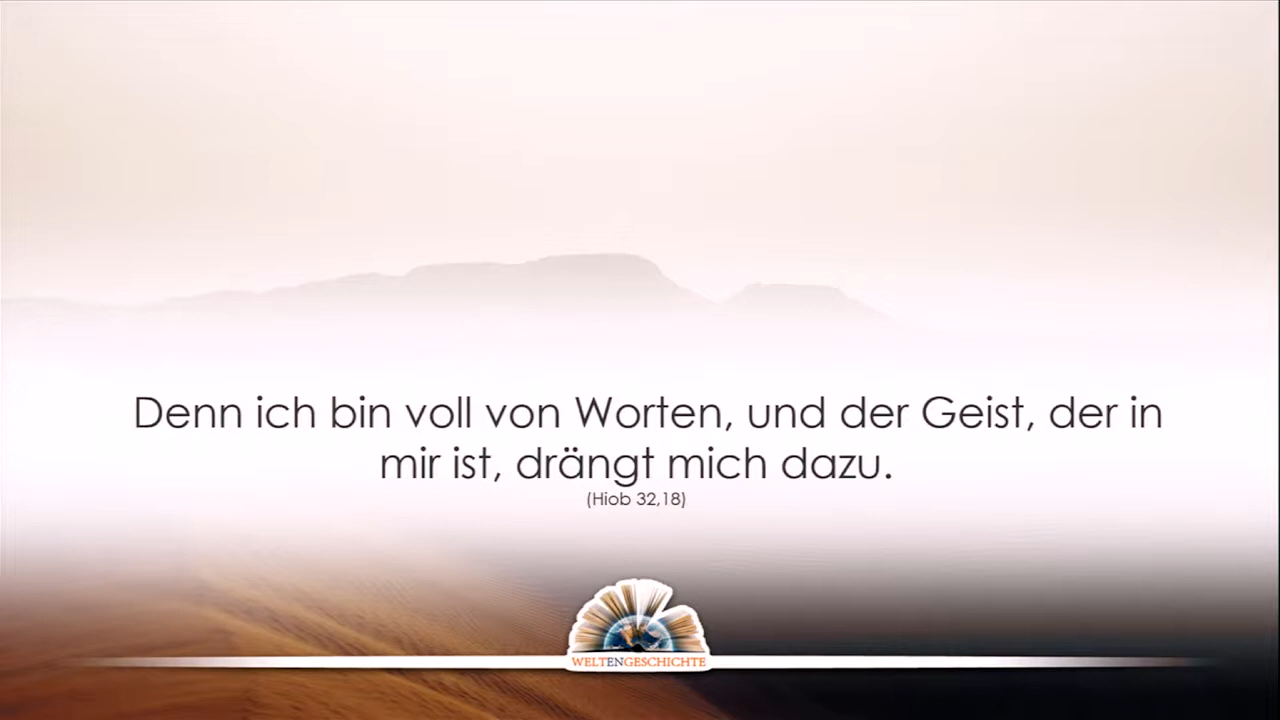 Denn ich bin voll von Worten, und der Geist, der in
mir ist, drängt mich dazu.
(Hiob 32,18)
WELTENGESCHICHTE